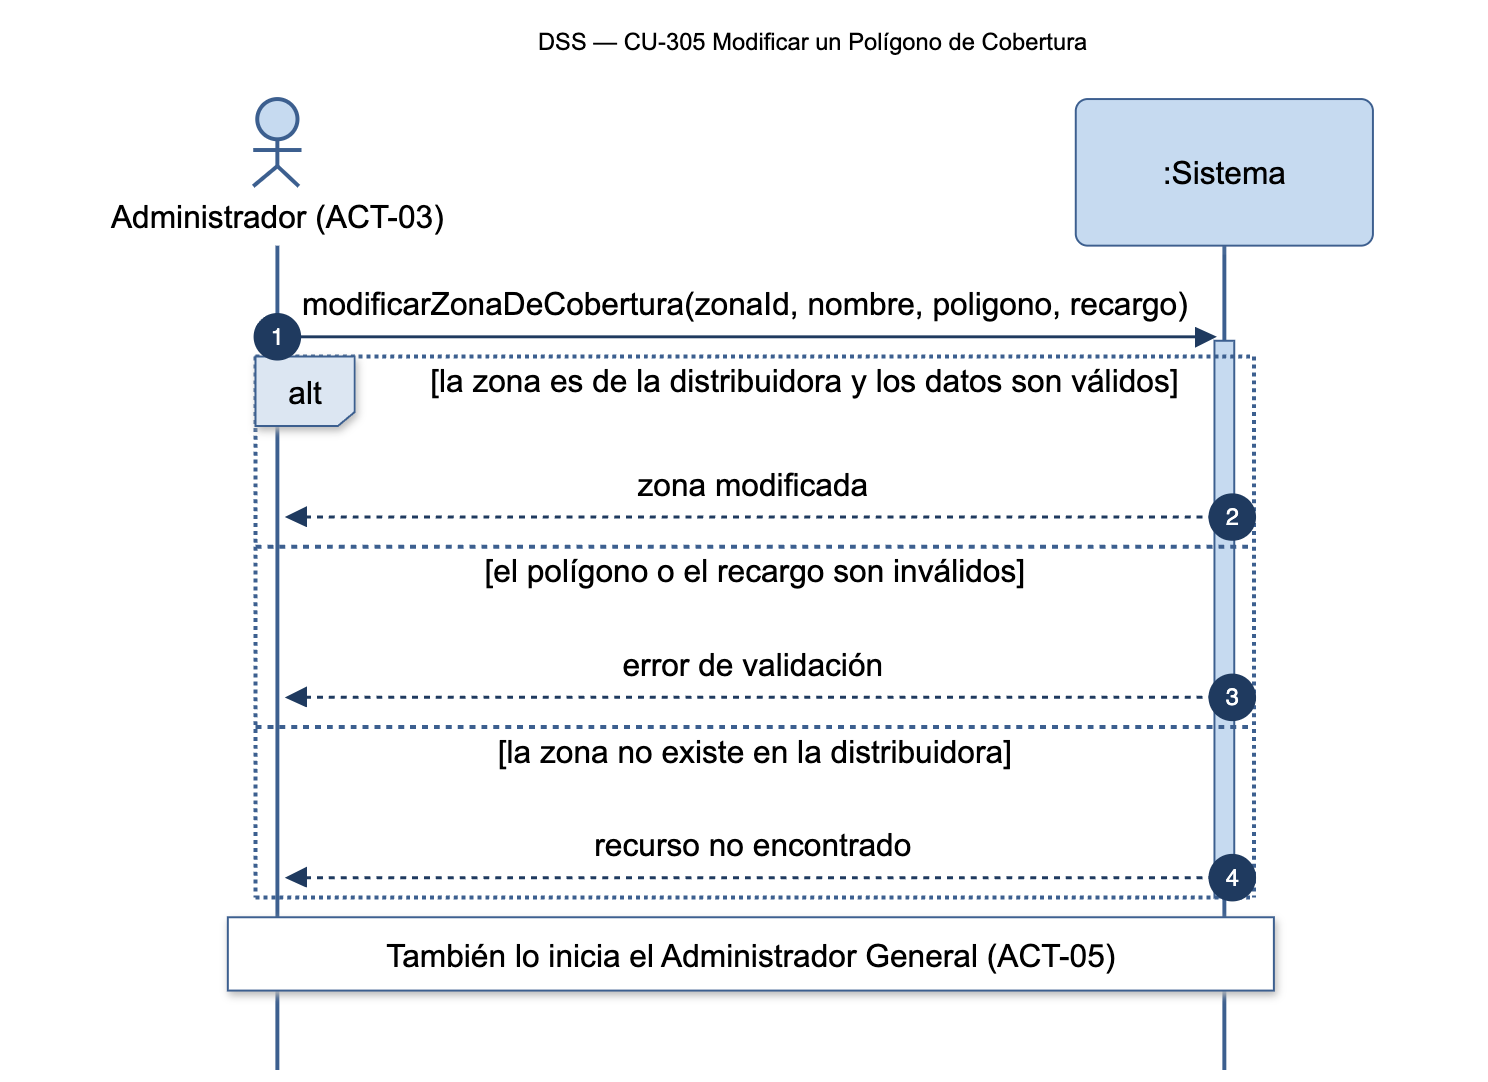 DSS — CU-305 Modificar un Polígono de Cobertura
Administrador (ACT-03)
:Sistema
modificarZonaDeCobertura(zonaId, nombre, poligono, recargo)
1
alt
[la zona es de la distribuidora y los datos son válidos]
zona modificada
2
[el polígono o el recargo son inválidos]
error de validación
3
[la zona no existe en la distribuidora]
recurso no encontrado
4
También lo inicia el Administrador General (ACT-05)